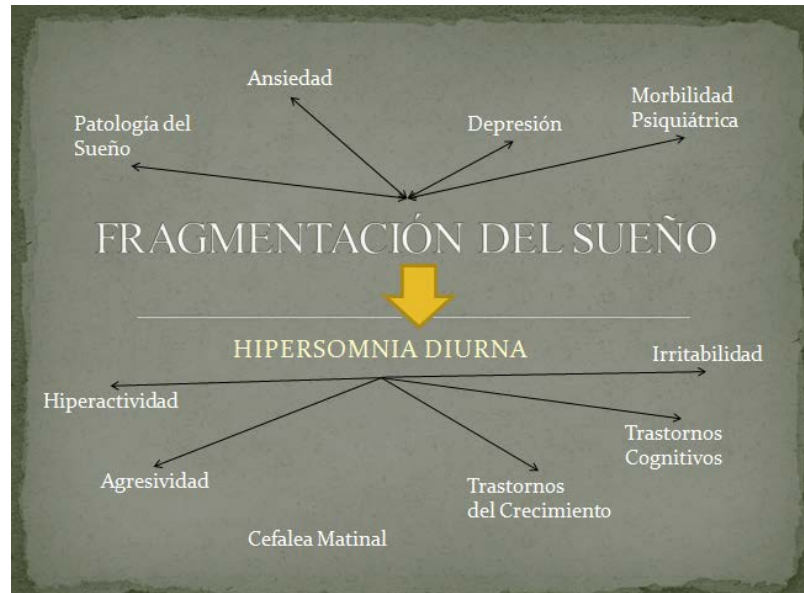 Ansiedad
Patología del
Sueño
Depresión
Morbilidad
Psiquiátrica
FRAGMENTACIÓN DEL SUEÑO
HIPERSOMNIA DIURNA
Irritabilidad
Hiperactividad
Trastornos
Cognitivos
Agresividad
Trastornos
del Crecimiento
Cefalea Matinal